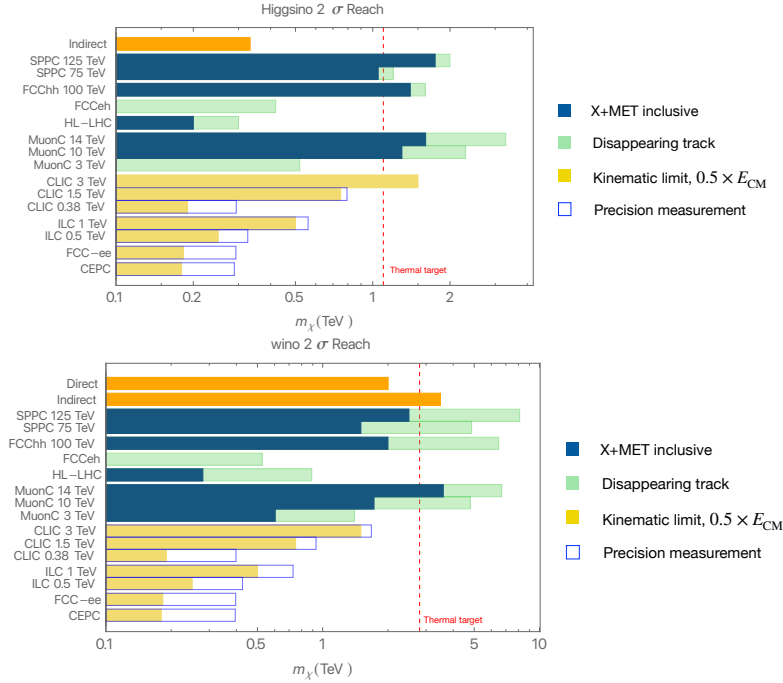 Higgsino 2 σ Reach
Indirect
SPPC 125 TeV
SPPC 75 TeV
FCChh 100 TeV
FCCeh
HL−LHC
MuonC 14 TeV
MuonC 10 TeV
MuonC 3 TeV
CLIC 3 TeV
CLIC 1.5 TeV
CLIC 0.38 TeV
ILC 1 TeV
ILC 0.5 TeV
FCC−ee
CEPC
Thermal target
0.1 0.5 1 2
mχ(TeV)
X+MET inclusive
Disappearing track
Kinematic limit, 0.5 × ECM
Precision measurement
wino 2 σ Reach
Direct
Indirect
SPPC 125 TeV
SPPC 75 TeV
FCChh 100 TeV
FCCeh
HL−LHC
MuonC 14 TeV
MuonC 10 TeV
MuonC 3 TeV
CLIC 3 TeV
CLIC 1.5 TeV
CLIC 0.38 TeV
ILC 1 TeV
ILC 0.5 TeV
FCC−ee
CEPC
Thermal target
0.1 0.5 1 5 10
mχ(TeV)
X+MET inclusive
Disappearing track
Kinematic limit, 0.5 × ECM
Precision measurement